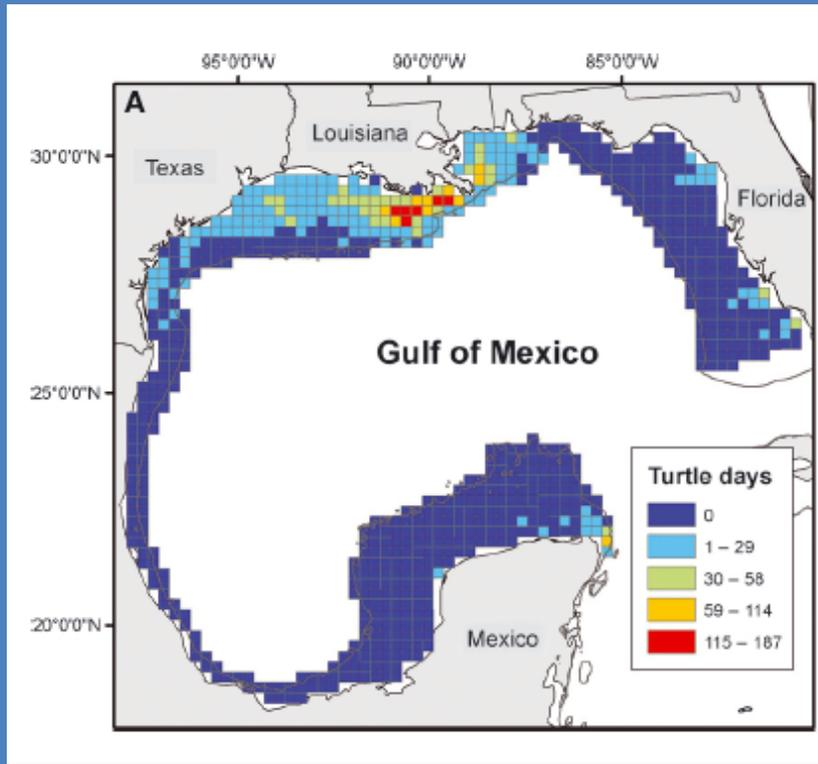 95°0'0"W 90°0'0"W 85°0'0"W
A
Louisiana
30°0'0"N
Texas
Florida
Gulf of Mexico
25°0'0"N
Turtle days
0
1 – 29
30 – 58
59 – 114
20°0'0"N
Mexico
115 – 187